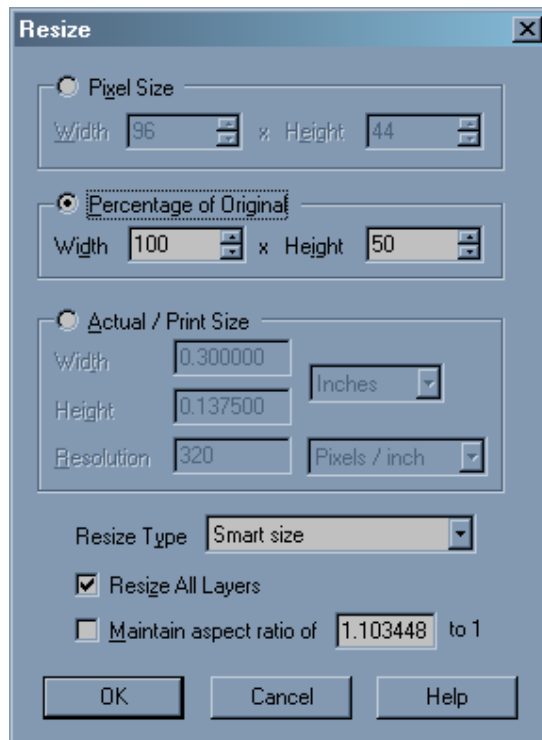 Resize
Pixel Size
Width 96 x Height 44
Percentage of Original
Width 100 x Height 50
Actual / Print Size
Width 0.300000
Inches
Height 0.137500
Resolution 320 Pixels / inch
Resize Type Smart size
Resize All Layers
Maintain aspect ratio of 1.103448 to 1
OK Cancel Help